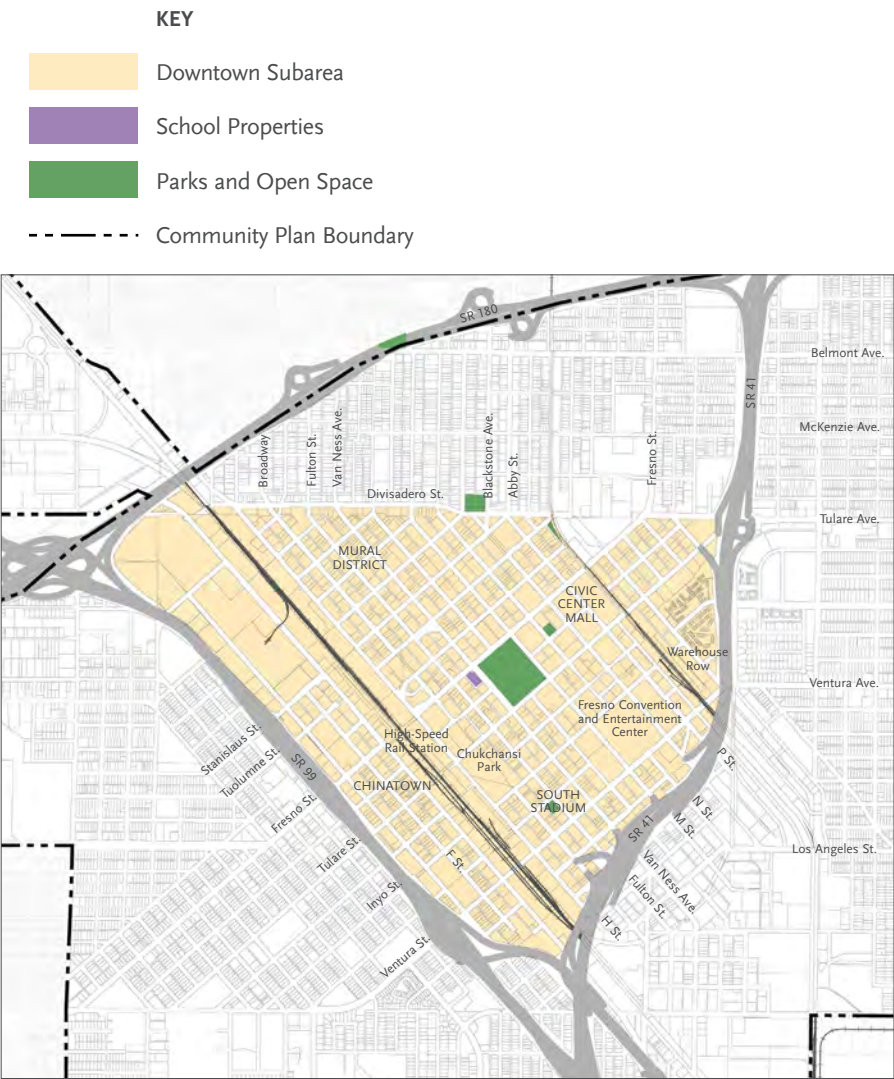 KEY
Downtown Subarea
School Properties
Parks and Open Space
Community Plan Boundary
SR 180
Belmont Ave.
SR 41
McKenzie Ave.
Broadway
Fulton St.
Van Ness Ave.
Blackstone Ave.
Abby St.
Fresno St.
Divisadero St.
Tulare Ave.
MURAL
DISTRICT
CIVIC
CENTER
MALL
Warehouse
Row
Ventura Ave.
Fresno Convention
and Entertainment
Center
High-Speed
Rail Station
Chukchansi
Park
Stanislaus St.
Tuolumne St.
SR 99
Fresno St.
CHINATOWN
SOUTH
STADIUM
P St.
N St.
M St.
SR 41
Los Angeles St.
Tulare St.
F St.
Van Ness Ave.
Fulton St.
Inyo St.
H St.
Ventura St.